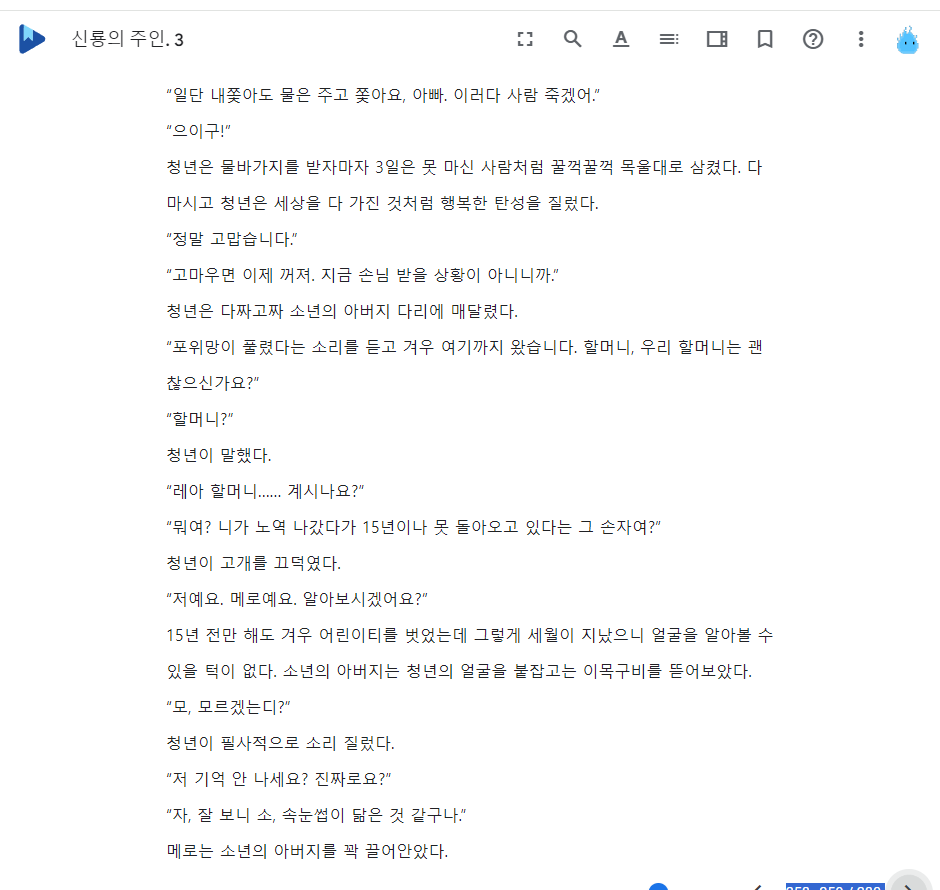 신룡의 주인. 3
“일단 내쫓아도 물은 주고 쫓아요, 아빠. 이러다 사람 죽겠어.”
“으이구!”
청년은 물바가지를 받자마자 3일은 못 마신 사람처럼 꿀꺽꿀꺽 목울대로 삼켰다. 다
마시고 청년은 세상을 다 가진 것처럼 행복한 탄성을 질렀다.
“정말 고맙습니다.”
“고마우면 이제 꺼져. 지금 손님 받을 상황이 아니니까.”
청년은 다짜고짜 소년의 아버지 다리에 매달렸다.
“포위망이 풀렸다는 소리를 듣고 겨우 여기까지 왔습니다. 할머니, 우리 할머니는 괜
찮으신가요?”
“할머니?”
청년이 말했다.
“레아 할머니…… 계시나요?”
“뭐여? 니가 노역 나갔다가 15년이나 못 돌아오고 있다는 그 손자여?”
청년이 고개를 끄덕였다.
“저예요. 메로예요. 알아보시겠어요?”
15년 전만 해도 겨우 어린이티를 벗었는데 그렇게 세월이 지났으니 얼굴을 알아볼 수
있을 턱이 없다. 소년의 아버지는 청년의 얼굴을 붙잡고는 이목구비를 뜯어보았다.
“모, 모르겠는디?”
청년이 필사적으로 소리 질렀다.
“저 기억 안 나세요? 진짜로요?”
“자, 잘 보니 소, 속눈썹이 닮은 것 같구나.”
메로는 소년의 아버지를 꽉 끌어안았다.